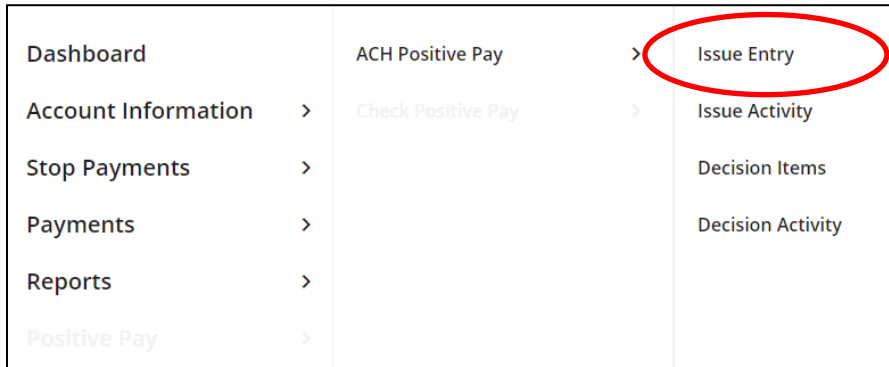 Dashboard
Account Information
Stop Payments
Payments
Reports
Positive Pay
ACH Positive Pay
Check Positive Pay
Issue Entry
Issue Activity
Decision Items
Decision Activity